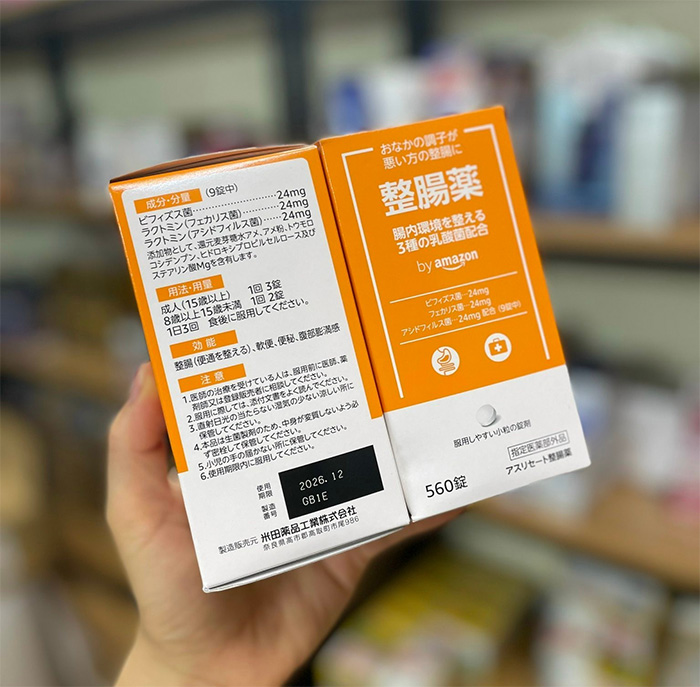 成分・分量 (9錠中)
ビフィズス菌……………………24mg
ラクトミン(フェカリス菌)…………24mg
ラクトミン(アシドフィルス菌)……24mg
添加物として、還元麦芽糖水アメ、アメ粉、トウモロ
コシデンプン、ヒドロキシプロピルセルロース及び
ステアリン酸Mgを含有します。
用法・用量
成人(15歳以上) 1回 3錠
8歳以上15歳未満 1回 2錠
1日3回 食後に服用してください。
効能
整腸(便通を整える)、軟便、便秘、腹部膨満感
注意
1.医師の治療を受けている人は、服用前に医師、薬
剤師又は登録販売者に相談してください。
2.服用に際しては、添付文書をよく読んでください。
3.直射日光の当たらない湿気の少ない涼しい所に
保管してください。
4.本品は生菌製剤のため、中身が変質しないよう必
ず密栓して保管してください。
5.小児の手の届かない所に保管してください。
6.使用期限内に服用してください。
使用
期限
2026.12
製造
番号
GB1E
製造販売元 米田薬品工業株式会社
奈良県高市郡高取町市尾986
おなかの調子が
悪い方の整腸に
整腸薬
腸内環境を整える
3種の乳酸菌配合
by amazon
ビフィズス菌…24mg
フェカリス菌…24mg
アシドフィルス菌…24mg 配合(9錠中)
服用しやすい小粒の錠剤
指定医薬部外品
560錠
アスリセート整腸薬